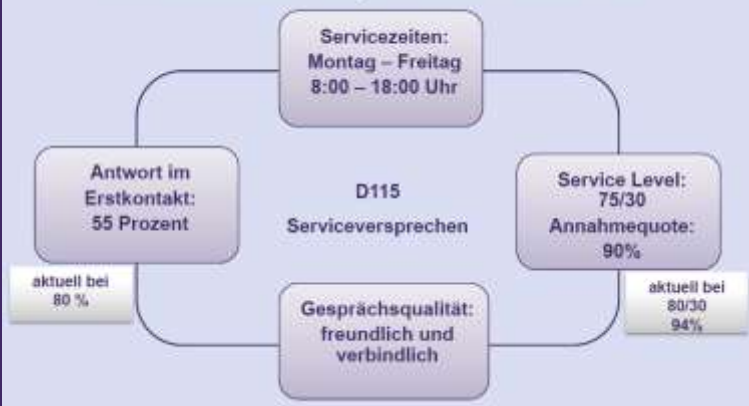 Servicezeiten:
Montag – Freitag
8:00 – 18:00 Uhr
Antwort im
Erstkontakt:
55 Prozent
D115
Serviceversprechen
Service Level:
75/30
Annahmequote:
90%
aktuell bei
80 %
Gesprächsqualität:
freundlich und
verbindlich
aktuell bei
80/30
94%